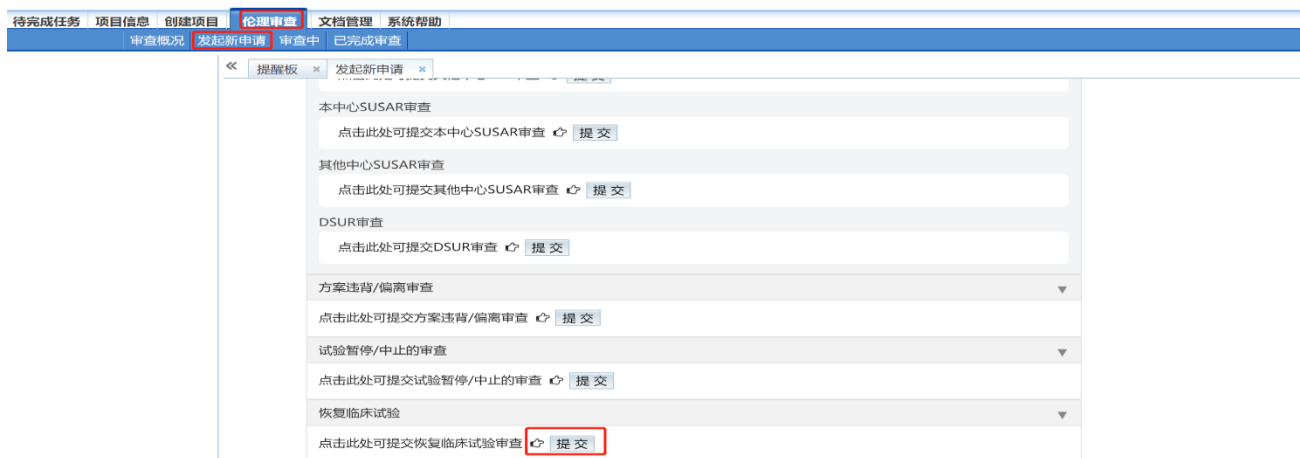 待完成任务 项目信息 创建项目 伦理审查 文档管理 系统帮助
审查概况 发起新申请 审查中 已完成审查
提醒板 × 发起新申请 ×
本中心SUSAR审查
点击此处可提交本中心SUSAR审查 提 交
其他中心SUSAR审查
点击此处可提交其他中心SUSAR审查 提 交
DSUR审查
点击此处可提交DSUR审查 提 交
方案违背/偏离审查
点击此处可提交方案违背/偏离审查 提 交
试验暂停/中止的审查
点击此处可提交试验暂停/中止的审查 提 交
恢复临床试验
点击此处可提交恢复临床试验审查 提 交